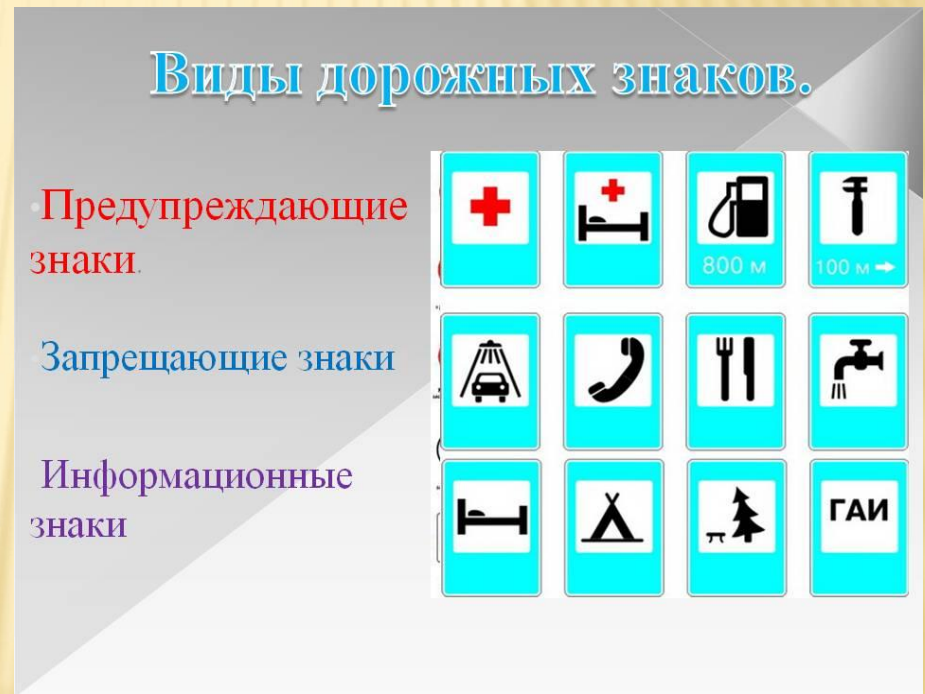 Виды дорожных знаков.
•Предупреждающие
знаки.
•Запрещающие знаки
Информационные
знаки
800 м
100 м
ГАИ